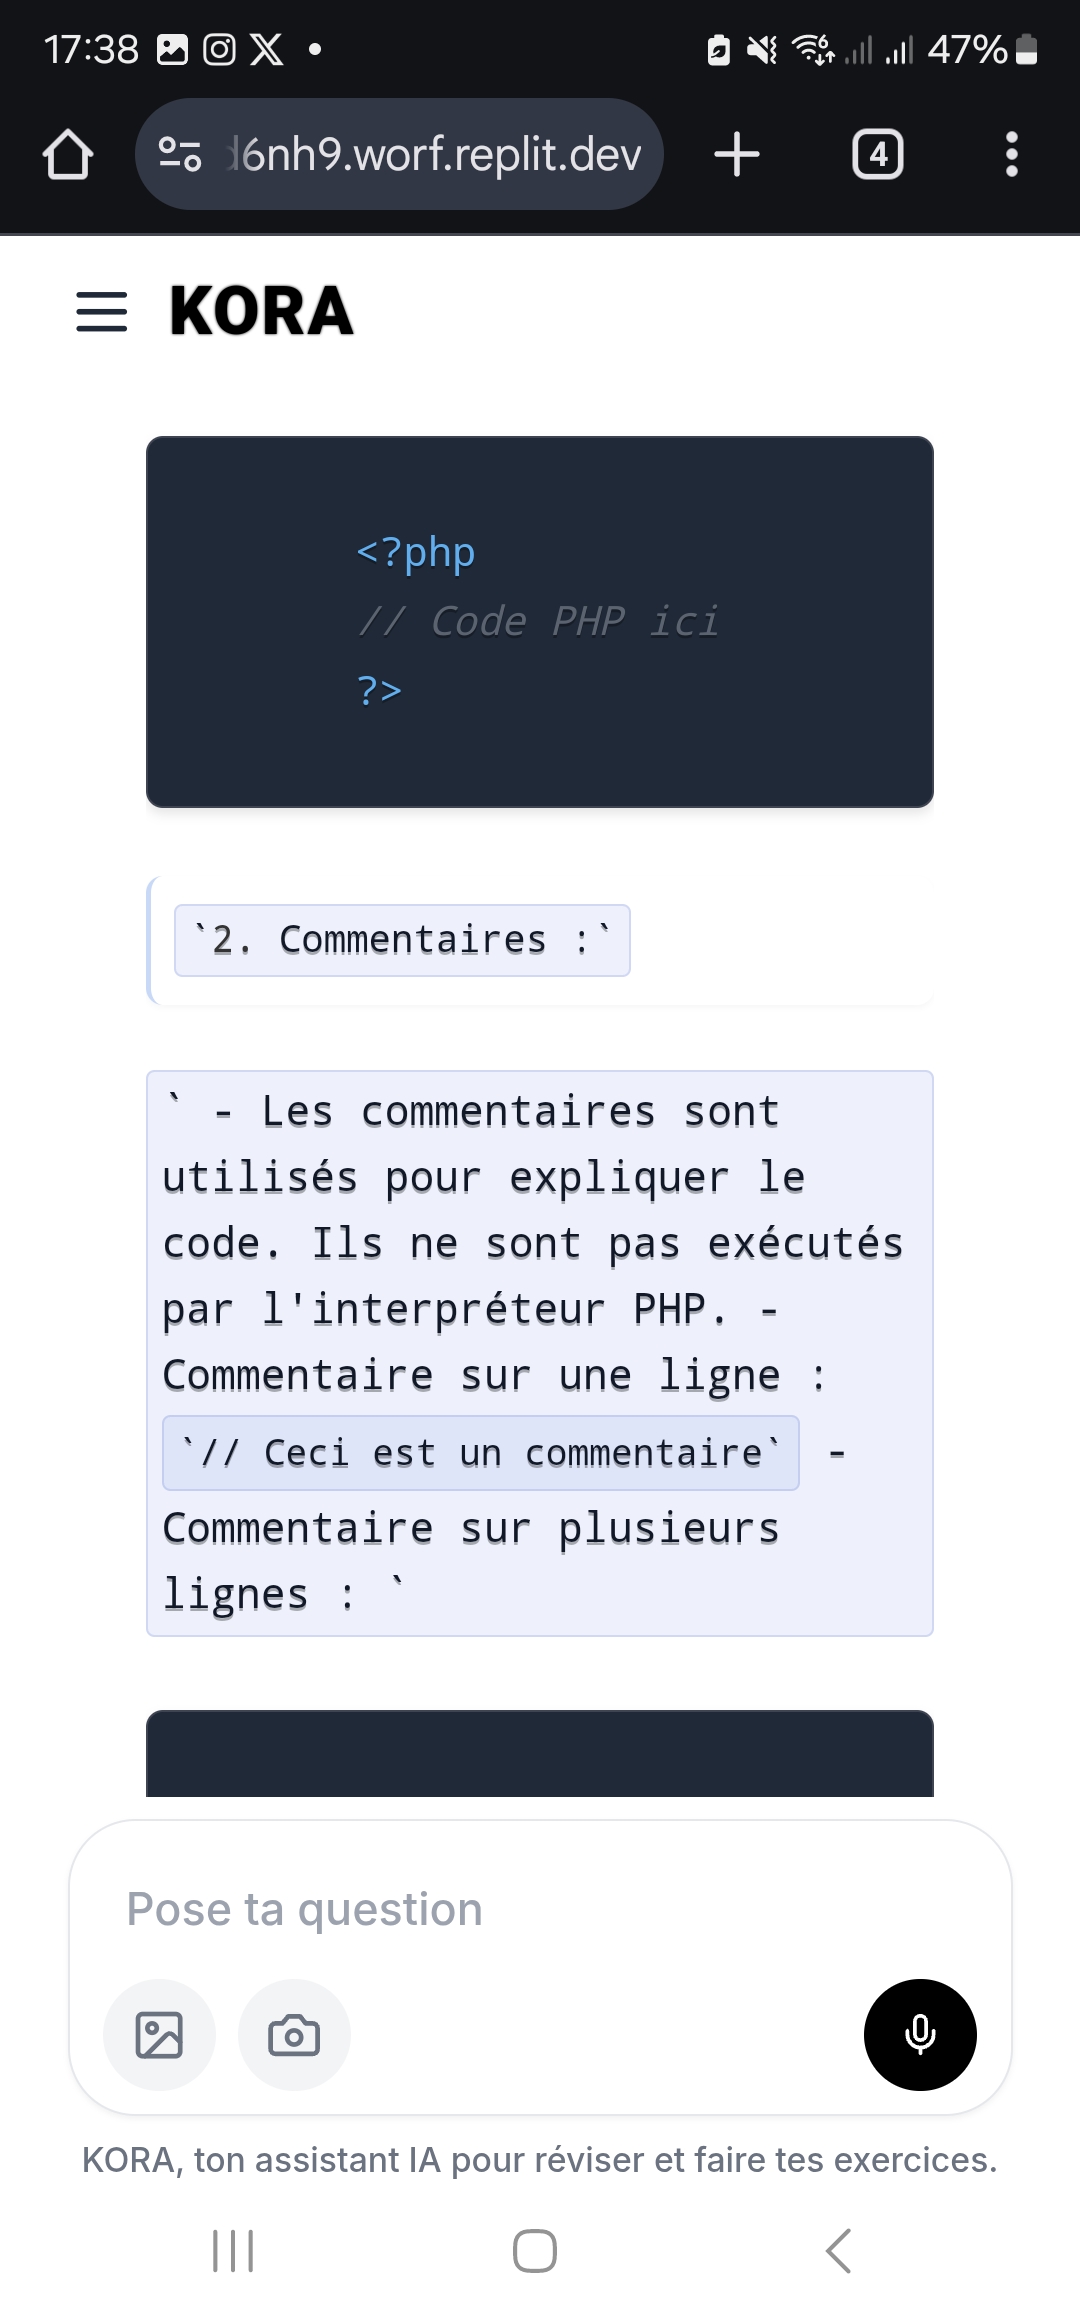 17:38
47%
d6nh9.worf.replit.dev
4
KORA
<?php
// Code PHP ici
?>
`2. Commentaires :`
` - Les commentaires sont
utilisés pour expliquer le
code. Ils ne sont pas exécutés
par l'interpréteur PHP. -
Commentaire sur une ligne :
`// Ceci est un commentaire` -
Commentaire sur plusieurs
lignes : `
Pose ta question
KORA, ton assistant IA pour réviser et faire tes exercices.